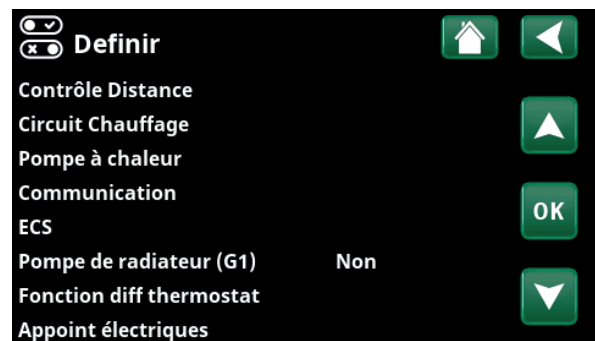 Definir
Contrôle Distance
Circuit Chauffage
Pompe à chaleur
Communication
OK
ECS
Pompe de radiateur (G1) Non
Fonction diff thermostat
Appoint électriques